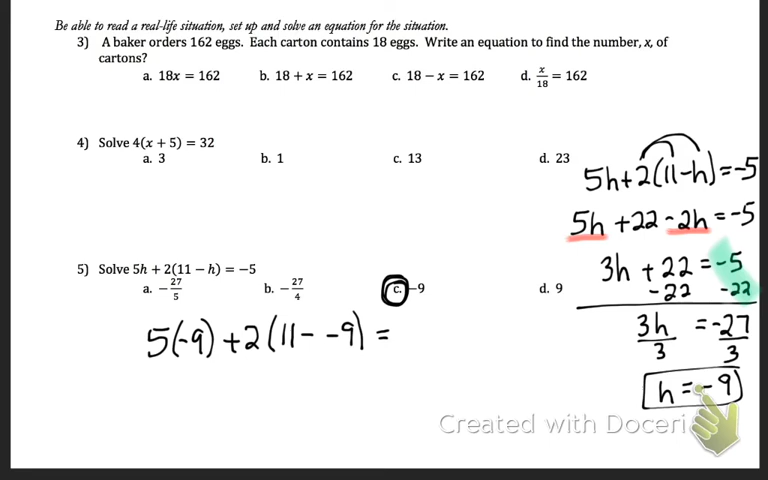 Be able to read a real-life situation, set up and solve an equation for the situation.
3) A baker orders 162 eggs. Each carton contains 18 eggs. Write an equation to find the number, x, of
cartons?
a. 18x = 162 b. 18 + x = 162 c. 18 − x = 162 d. x/18 = 162
4) Solve 4(x + 5) = 32
a. 3 b. 1 c. 13 d. 23
5) Solve 5h + 2(11 − h) = −5
a. −27/5 b. −27/4 c. −9 d. 9
5(-9) + 2(11 - -9) =
5h + 2(11-h) = -5
5h + 22 - 2h = -5
3h + 22 = -5
-22 -22
3h = -27
3 3
h = -9
Created with Doceri